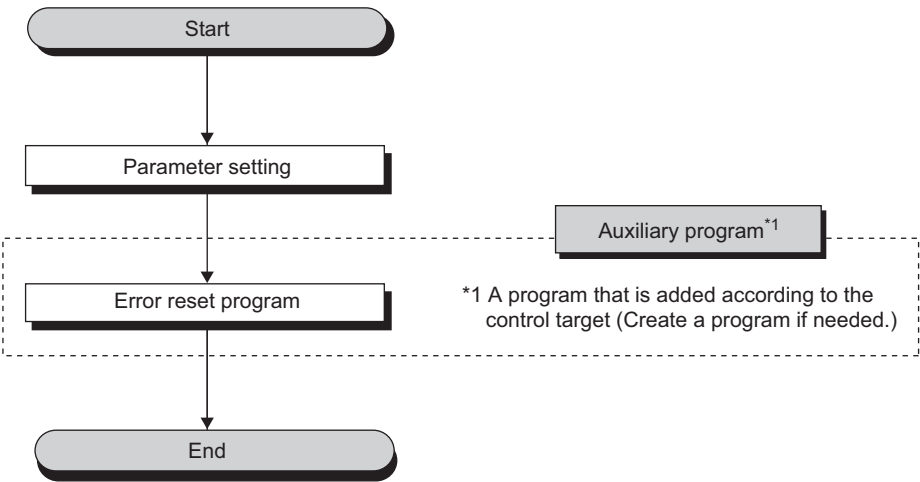 Start
Parameter setting
Auxiliary program*1
Error reset program
*1 A program that is added according to the
control target (Create a program if needed.)
End